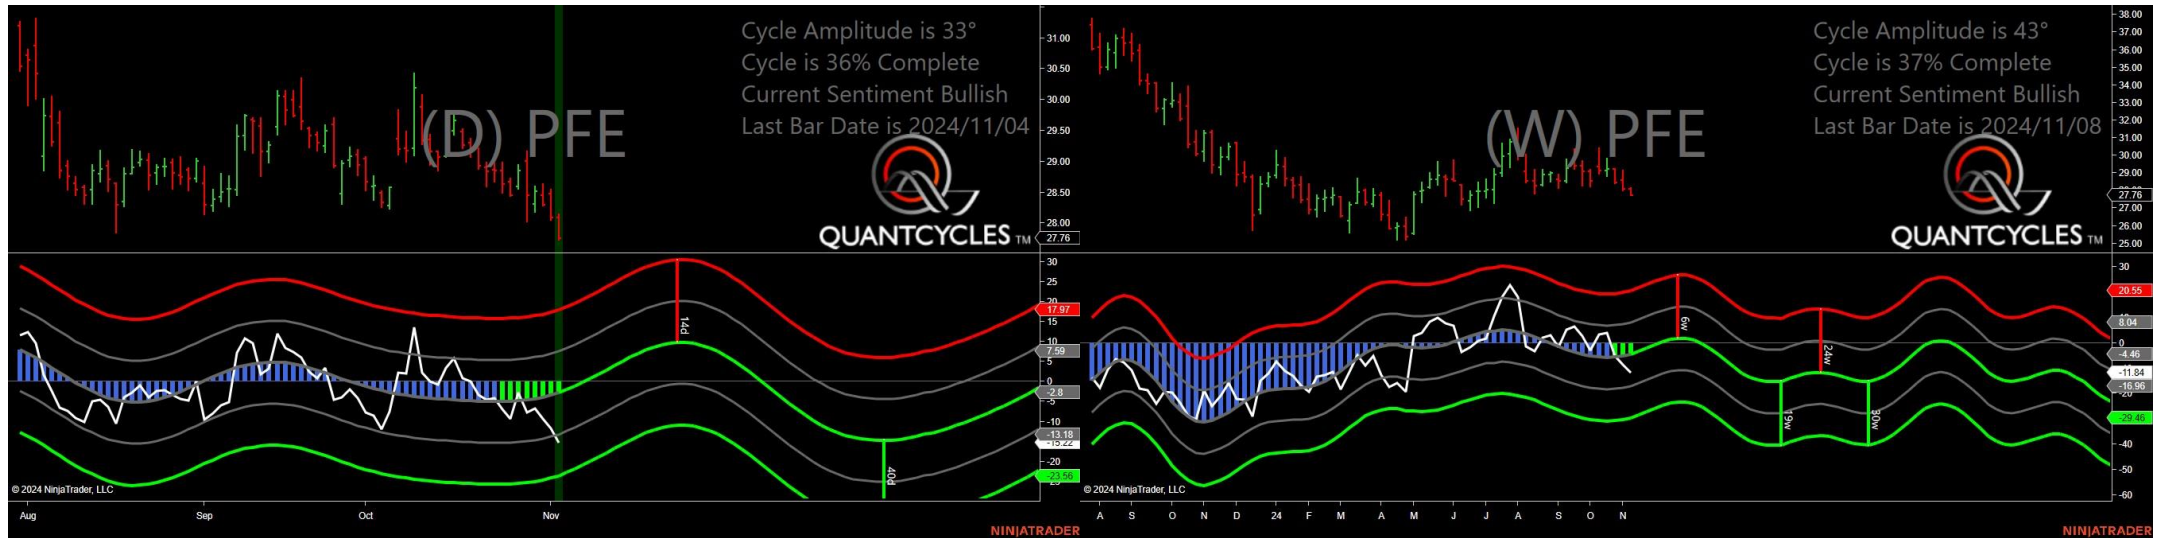 Cycle Amplitude is 33°
Cycle is 36% Complete
Current Sentiment Bullish
Last Bar Date is 2024/11/04
(D) PFE
QUANTCYCLES TM
31.00
30.50
30.00
29.50
29.00
28.50
28.00
27.76
30
25
20
17.97
15
10
7.59
5
0
-2.8
-5
-10
-13.18
-15.22
-20
-23.56
14d
40d
© 2024 NinjaTrader, LLC
Aug Sep Oct Nov
NINJATRADER
Cycle Amplitude is 43°
Cycle is 37% Complete
Current Sentiment Bullish
Last Bar Date is 2024/11/08
(W) PFE
QUANTCYCLES TM
38.00
37.00
36.00
35.00
34.00
33.00
32.00
31.00
30.00
29.00
27.76
27.00
26.00
25.00
30
20.55
8.04
0
-4.46
-11.84
-16.96
-20
-29.46
-40
-50
-60
6w
24w
19w
30w
© 2024 NinjaTrader, LLC
A S O N D 24 F M A M J J A S O N
NINJATRADER